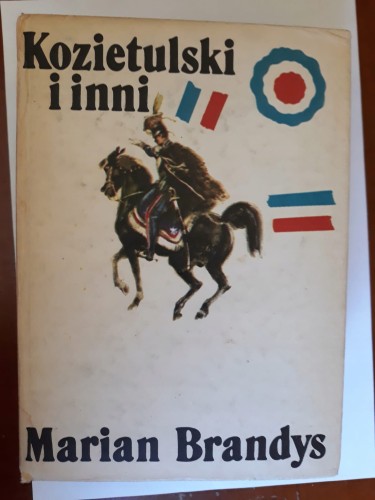 Kozietulski
i inni
Marian Brandys